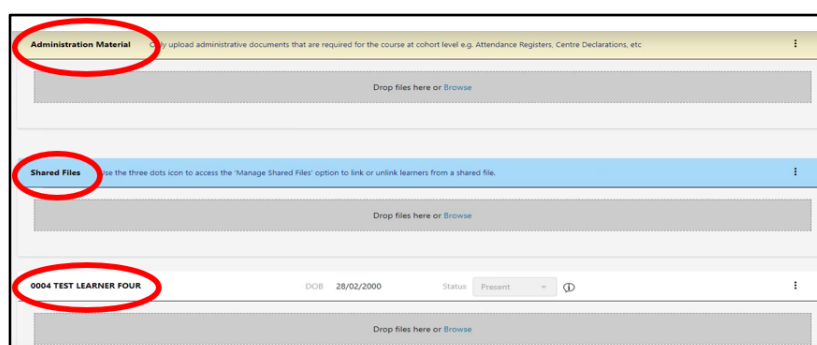 Administration Material Only upload administrative documents that are required for the course at cohort level e.g. Attendance Registers, Centre Declarations, etc
Drop files here or Browse
Shared Files Use the three dots icon to access the 'Manage Shared Files' option to link or unlink learners from a shared file.
Drop files here or Browse
0004 TEST LEARNER FOUR DOB 28/02/2000 Status Present
Drop files here or Browse